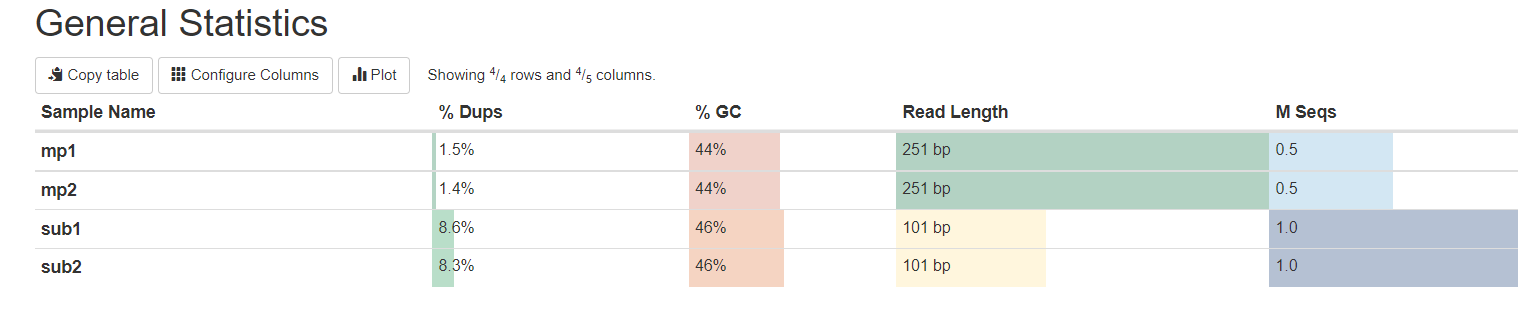 General Statistics
Copy table Configure Columns Plot Showing 4/4 rows and 4/5 columns.
Sample Name % Dups % GC Read Length M Seqs
mp1 1.5% 44% 251 bp 0.5
mp2 1.4% 44% 251 bp 0.5
sub1 8.6% 46% 101 bp 1.0
sub2 8.3% 46% 101 bp 1.0